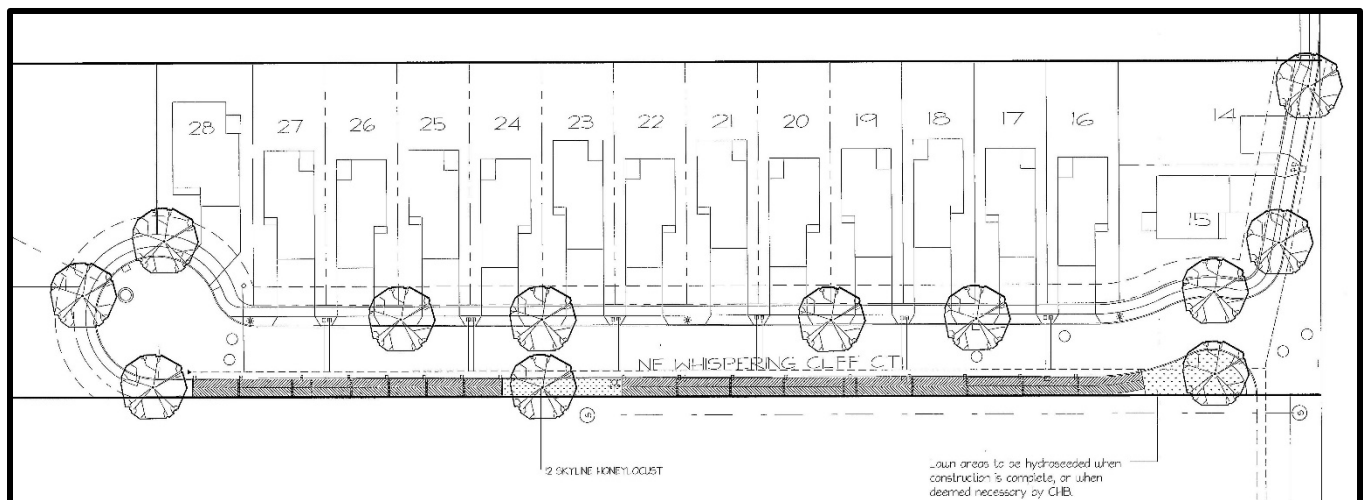 28
27
26
25
24
23
22
21
20
19
18
17
16
14
15
NE WHISPERING CLEFF CT
S
S
12 SKYLINE HONEYLOCUST
Lawn areas to be hydroseeded when
construction is complete, or when
deemed necessary by CHB.